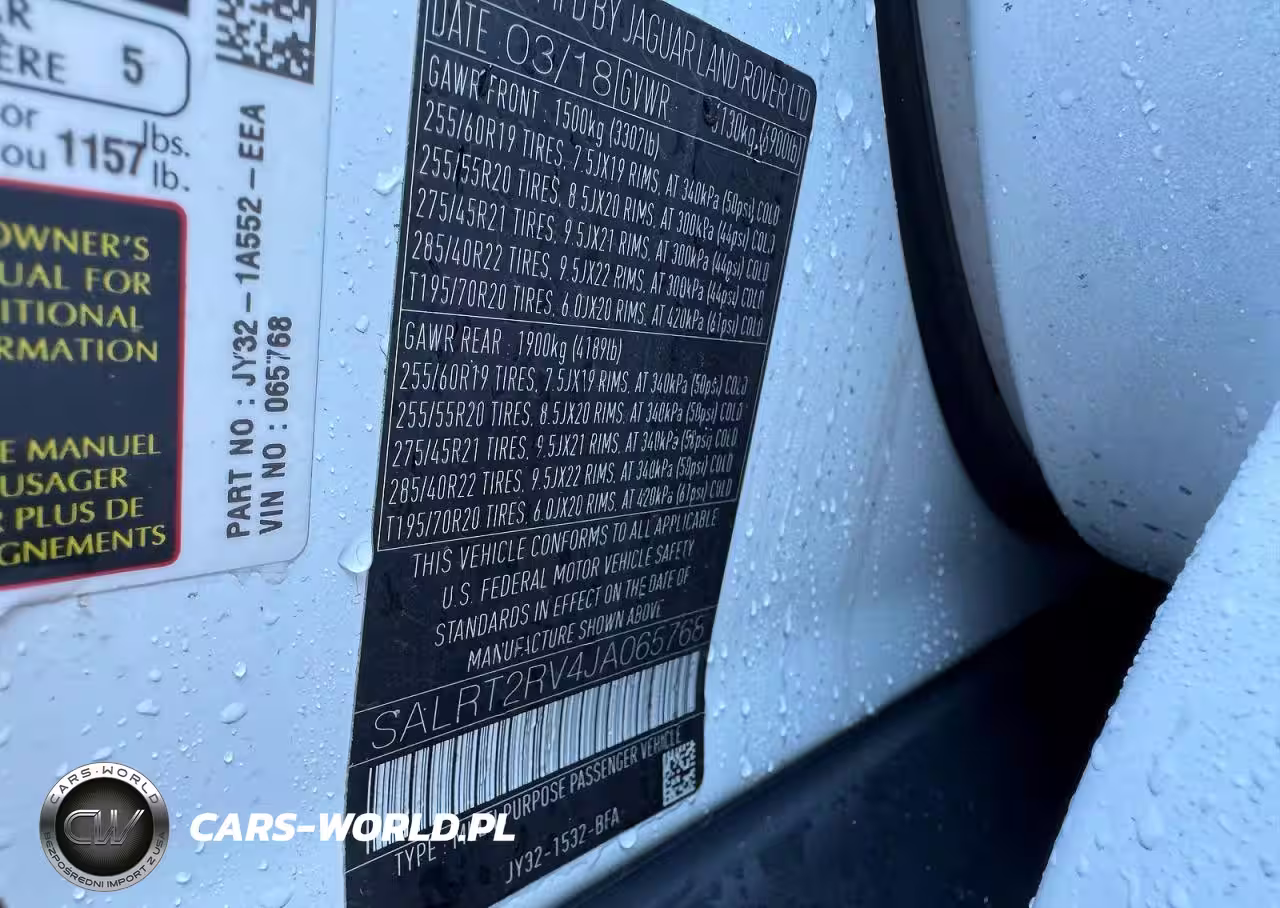 R
ÈRE 5
or
ou 1157 lbs.
lb.
OWNER'S
UAL FOR
ITIONAL
RMATION
E MANUEL
USAGER
R PLUS DE
GNEMENTS
PART NO : JY32-1A552-EEA
VIN NO : 065768
BY JAGUAR LAND ROVER LTD
DATE : 03/18 GVWR: 3130kg (6900lb)
GAWR FRONT : 1500kg (3307lb)
255/60R19 TIRES, 7.5JX19 RIMS, AT 340kPa (50psi) COLD
255/55R20 TIRES, 8.5JX20 RIMS, AT 300kPa (44psi) COLD
275/45R21 TIRES, 9.5JX21 RIMS, AT 300kPa (44psi) COLD
285/40R22 TIRES, 9.5JX22 RIMS, AT 300kPa (44psi) COLD
T195/70R20 TIRES, 6.0JX20 RIMS, AT 420kPa (61psi) COLD
GAWR REAR : 1900kg (4189lb)
255/60R19 TIRES, 7.5JX19 RIMS, AT 340kPa (50psi) COLD
255/55R20 TIRES, 8.5JX20 RIMS, AT 340kPa (50psi) COLD
275/45R21 TIRES, 9.5JX21 RIMS, AT 340kPa (50psi) COLD
285/40R22 TIRES, 9.5JX22 RIMS, AT 340kPa (50psi) COLD
T195/70R20 TIRES, 6.0JX20 RIMS, AT 420kPa (61psi) COLD
THIS VEHICLE CONFORMS TO ALL APPLICABLE
U.S. FEDERAL MOTOR VEHICLE SAFETY
STANDARDS IN EFFECT ON THE DATE OF
MANUFACTURE SHOWN ABOVE
SALRT2RV4JA065768
TYPE : PURPOSE PASSENGER VEHICLE
JY32-1532-BFA
CARS-WORLD
CW
BEZPOŚREDNI IMPORT Z USA
CARS-WORLD.PL